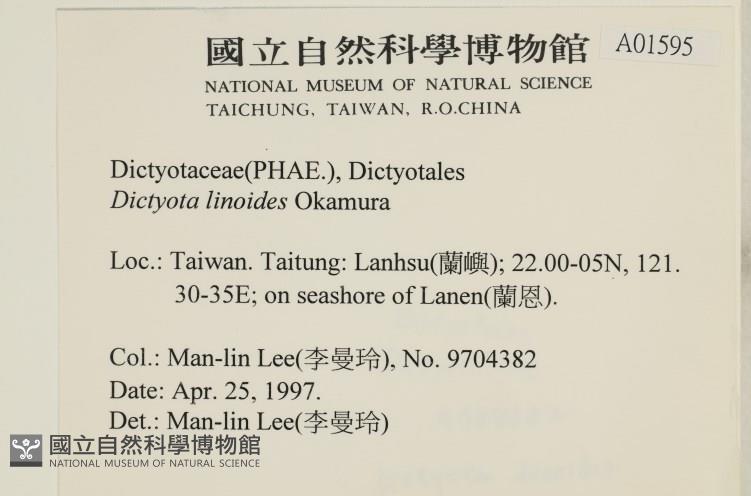 國立自然科學博物館
A01595
NATIONAL MUSEUM OF NATURAL SCIENCE
TAICHUNG, TAIWAN, R.O.CHINA
Dictyotaceae(PHAE.), Dictyotales
Dictyota linoides Okamura
Loc.: Taiwan. Taitung: Lanhsu(蘭嶼); 22.00-05N, 121.
30-35E; on seashore of Lanen(蘭恩).
Col.: Man-lin Lee(李曼玲), No. 9704382
Date: Apr. 25, 1997.
Det.: Man-lin Lee(李曼玲)
國立自然科學博物館
NATIONAL MUSEUM OF NATURAL SCIENCE